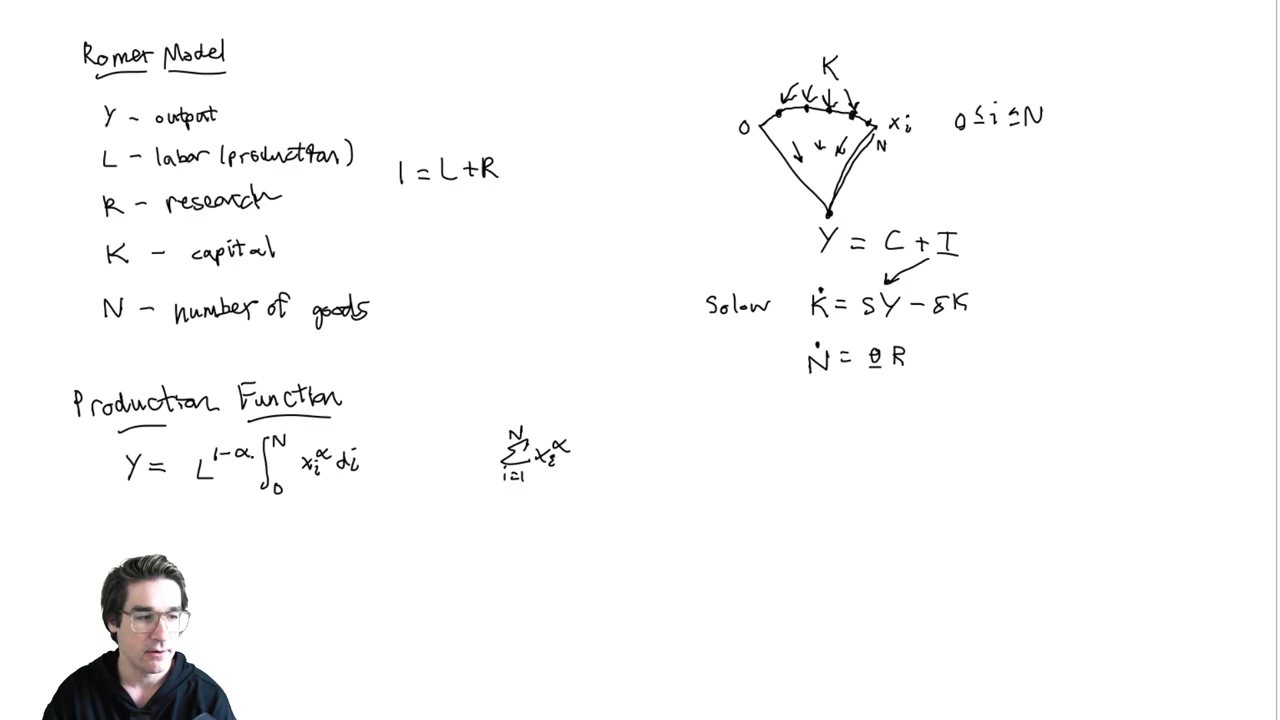 Romer Model
Y - output
L - labor (production)
1 = L + R
R - research
K - capital
N - number of goods
Production Function
Y = L^{1-α} ∫_0^N x_i^α di
∑_{i=1}^N x_i^α
K
0
x_i
N
0 ≤ i ≤ N
Y = C + I
Solow K̇ = sY - δK
Ṅ = θR